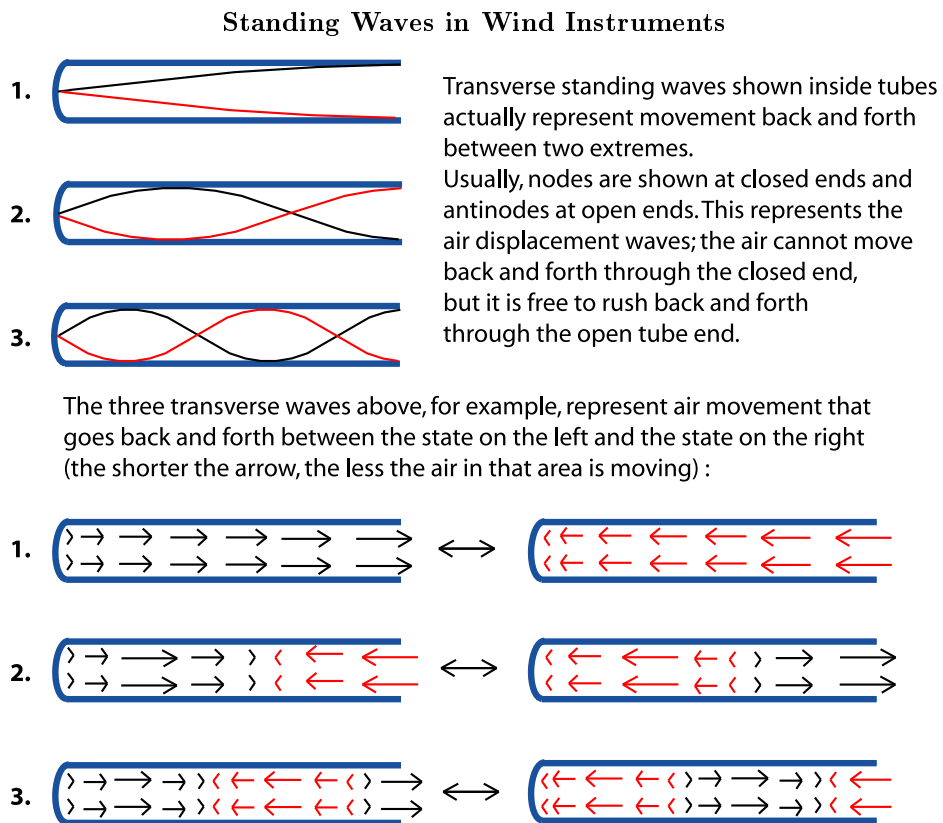 Standing Waves in Wind Instruments
1.
Transverse standing waves shown inside tubes
actually represent movement back and forth
between two extremes.
2.
Usually, nodes are shown at closed ends and
antinodes at open ends. This represents the
air displacement waves; the air cannot move
back and forth through the closed end,
but it is free to rush back and forth
through the open tube end.
3.
The three transverse waves above, for example, represent air movement that
goes back and forth between the state on the left and the state on the right
(the shorter the arrow, the less the air in that area is moving) :
1.
2.
3.